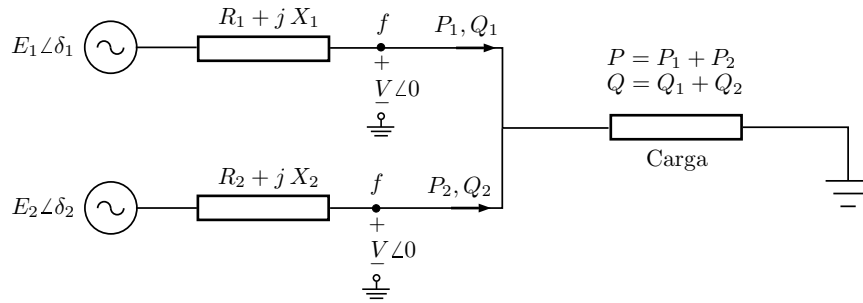 E₁∠δ₁
R₁ + j X₁
f
P₁, Q₁
+
V∠0
−
P = P₁ + P₂
Q = Q₁ + Q₂
Carga
E₂∠δ₂
R₂ + j X₂
f
P₂, Q₂
+
V∠0
−